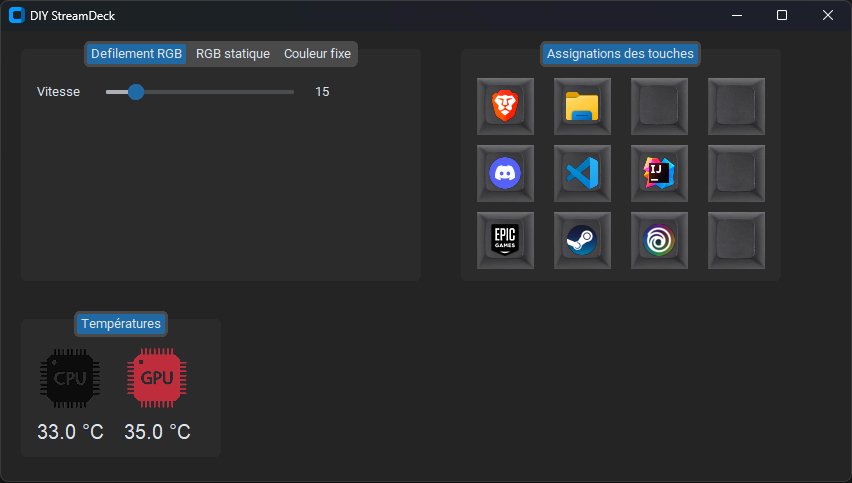 DIY StreamDeck
Defilement RGB RGB statique Couleur fixe
Vitesse 15
Assignations des touches
IJ
EPIC
GAMES
Températures
CPU GPU
33.0 °C 35.0 °C